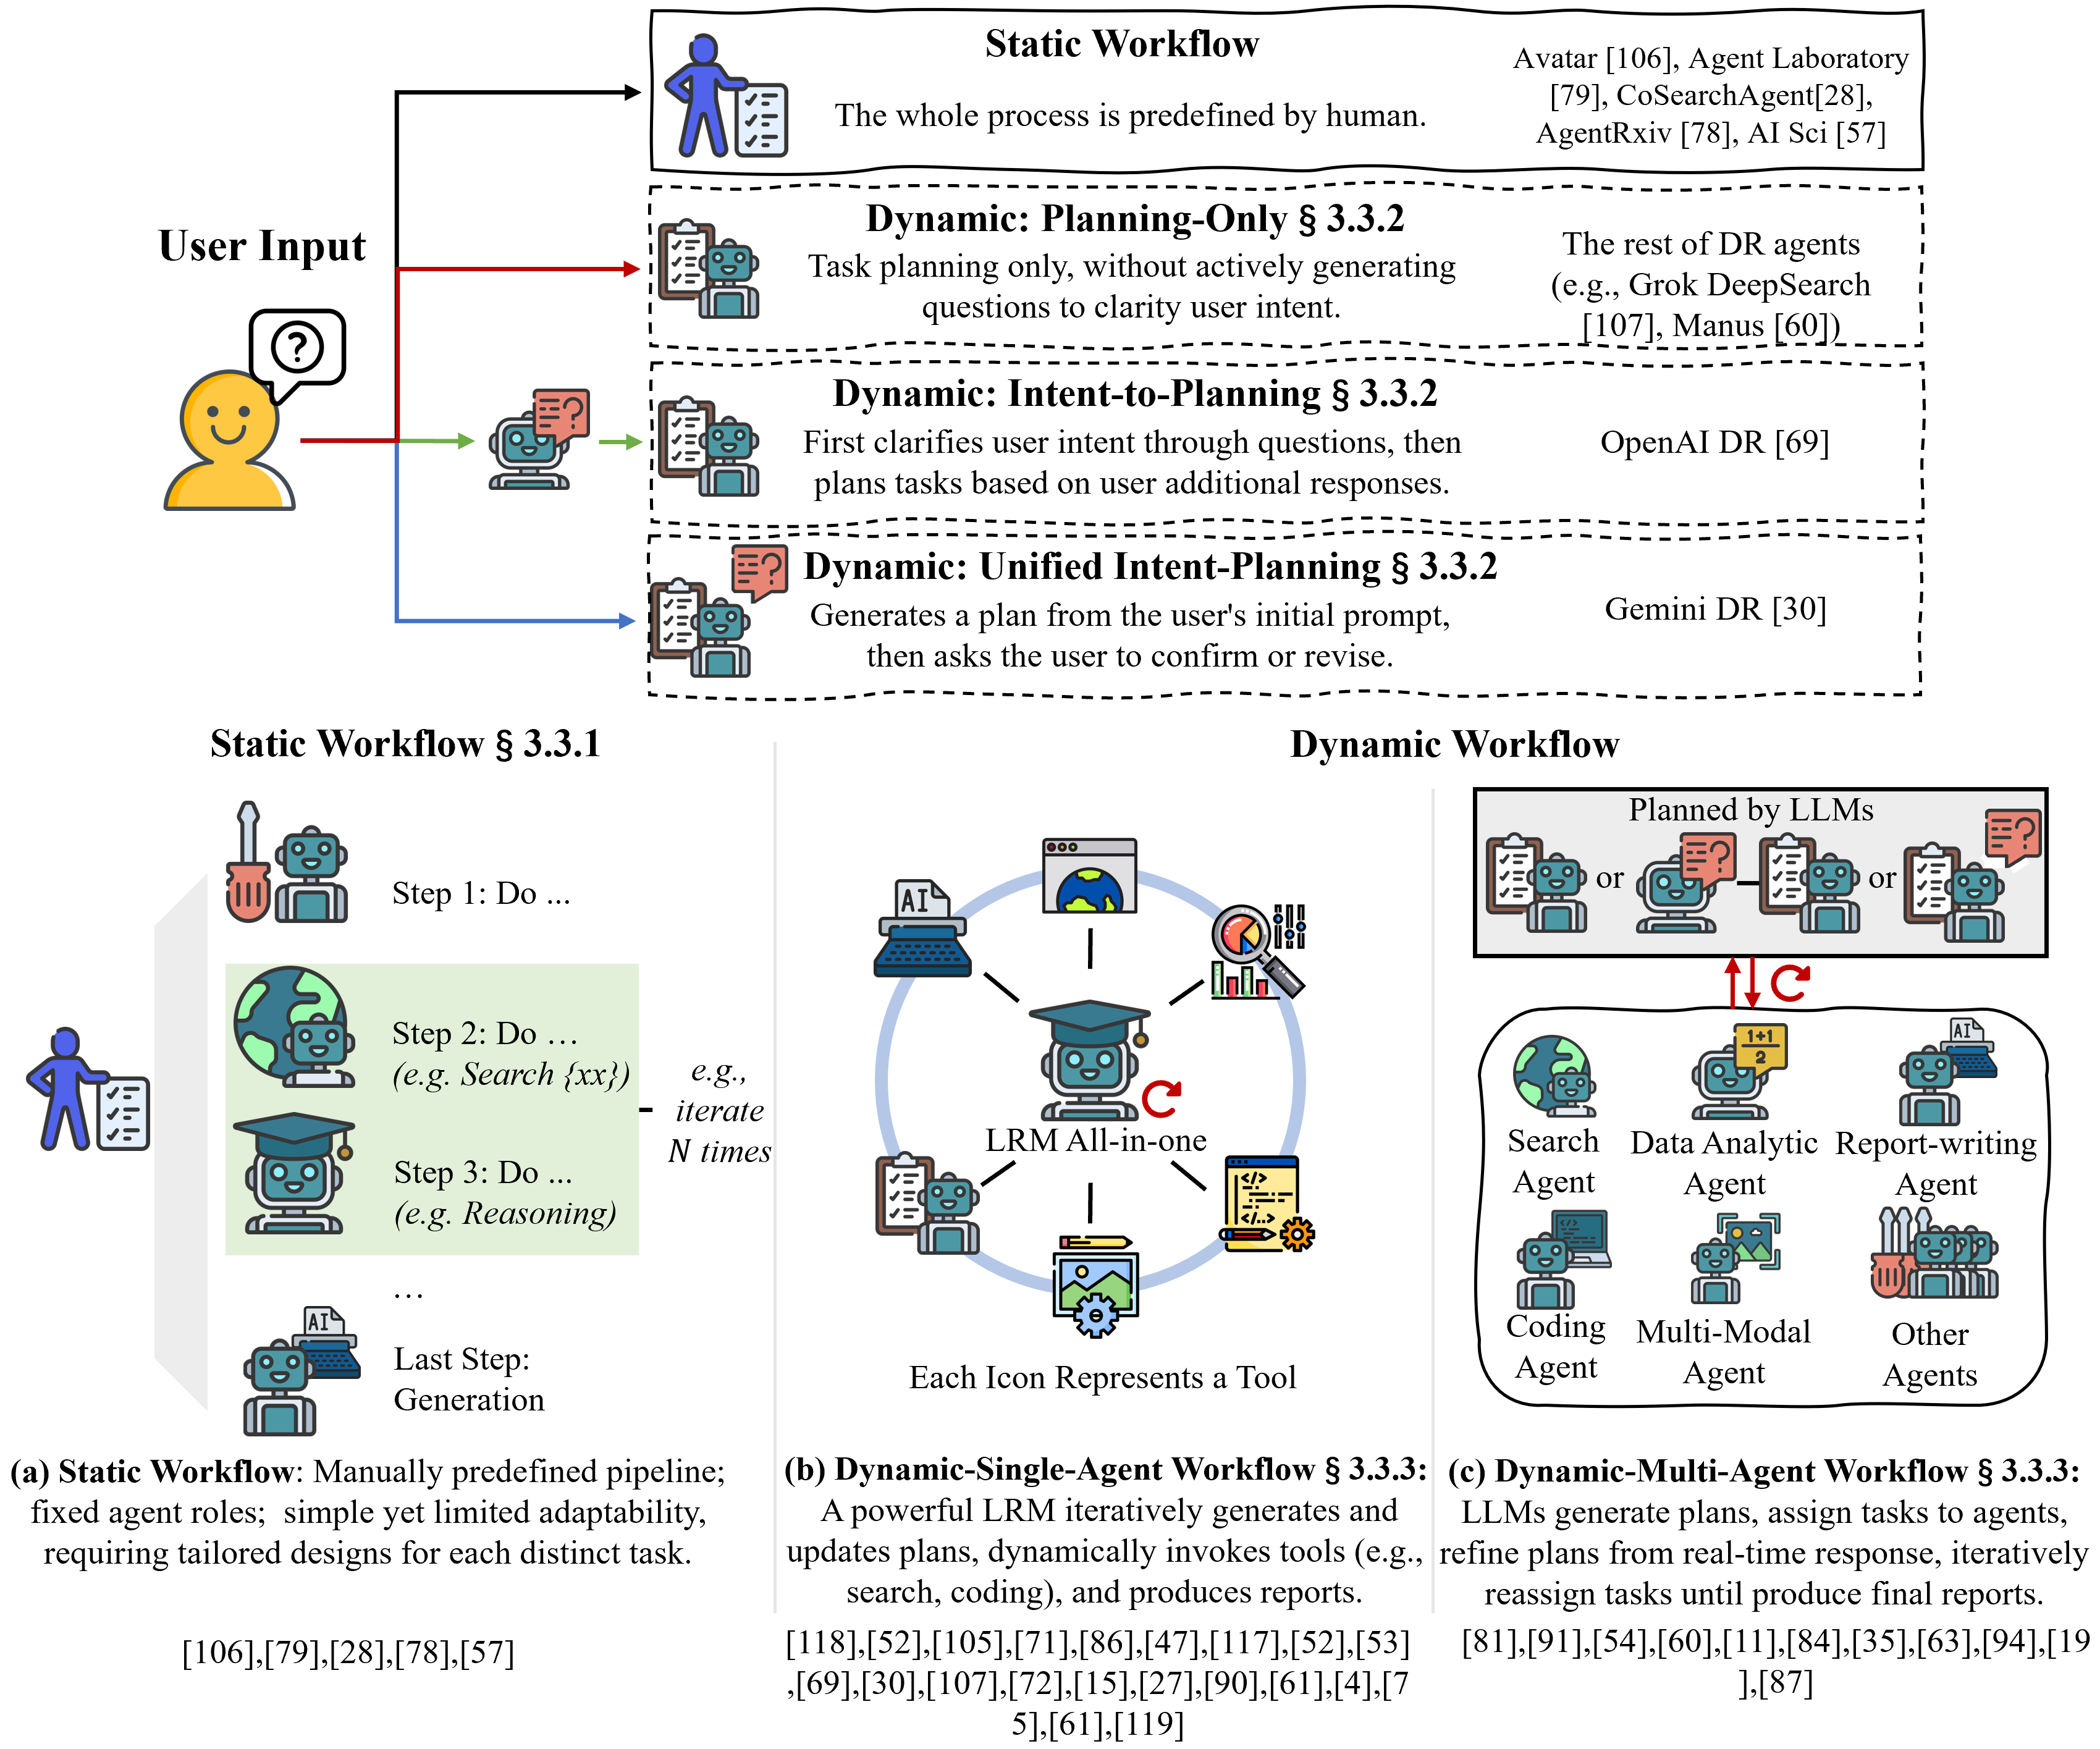 Static Workflow
The whole process is predefined by human.
Avatar [106], Agent Laboratory
[79], CoSearchAgent[28],
AgentRxiv [78], AI Sci [57]
User Input
Dynamic: Planning-Only § 3.3.2
Task planning only, without actively generating
questions to clarity user intent.
The rest of DR agents
(e.g., Grok DeepSearch
[107], Manus [60])
Dynamic: Intent-to-Planning § 3.3.2
First clarifies user intent through questions, then
plans tasks based on user additional responses.
OpenAI DR [69]
Dynamic: Unified Intent-Planning § 3.3.2
Generates a plan from the user's initial prompt,
then asks the user to confirm or revise.
Gemini DR [30]
Static Workflow § 3.3.1
Step 1: Do ...
Step 2: Do …
(e.g. Search {xx})
Step 3: Do ...
(e.g. Reasoning)
e.g.,
iterate
N times
…
AI
Last Step:
Generation
(a) Static Workflow: Manually predefined pipeline;
fixed agent roles; simple yet limited adaptability,
requiring tailored designs for each distinct task.
[106],[79],[28],[78],[57]
Dynamic Workflow
AI
LRM All-in-one
Each Icon Represents a Tool
(b) Dynamic-Single-Agent Workflow § 3.3.3:
A powerful LRM iteratively generates and
updates plans, dynamically invokes tools (e.g.,
search, coding), and produces reports.
[118],[52],[105],[71],[86],[47],[117],[52],[53]
,[69],[30],[107],[72],[15],[27],[90],[61],[4],[7
5],[61],[119]
Planned by LLMs
or
or
1+1
2
AI
Search
Agent
Data Analytic
Agent
Report-writing
Agent
Coding
Agent
Multi-Modal
Agent
Other
Agents
(c) Dynamic-Multi-Agent Workflow § 3.3.3:
LLMs generate plans, assign tasks to agents,
refine plans from real-time response, iteratively
reassign tasks until produce final reports.
[81],[91],[54],[60],[11],[84],[35],[63],[94],[19
],[87]